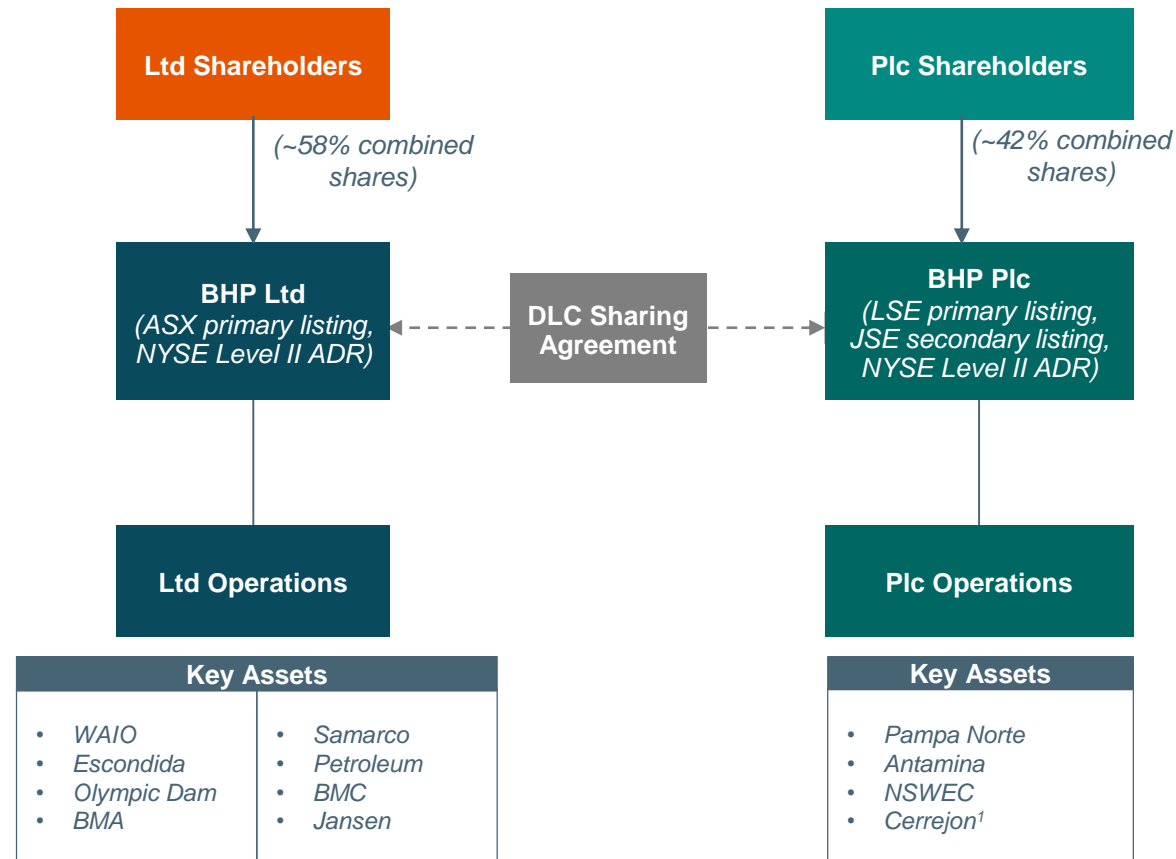 Ltd Shareholders
Plc Shareholders
(~58% combined
shares)
(~42% combined
shares)
BHP Ltd
(ASX primary listing,
NYSE Level II ADR)
DLC Sharing
Agreement
BHP Plc
(LSE primary listing,
JSE secondary listing,
NYSE Level II ADR)
Ltd Operations
Plc Operations
Key Assets
• WAIO
• Escondida
• Olympic Dam
• BMA
• Samarco
• Petroleum
• BMC
• Jansen
Key Assets
• Pampa Norte
• Antamina
• NSWEC
• Cerrejon¹